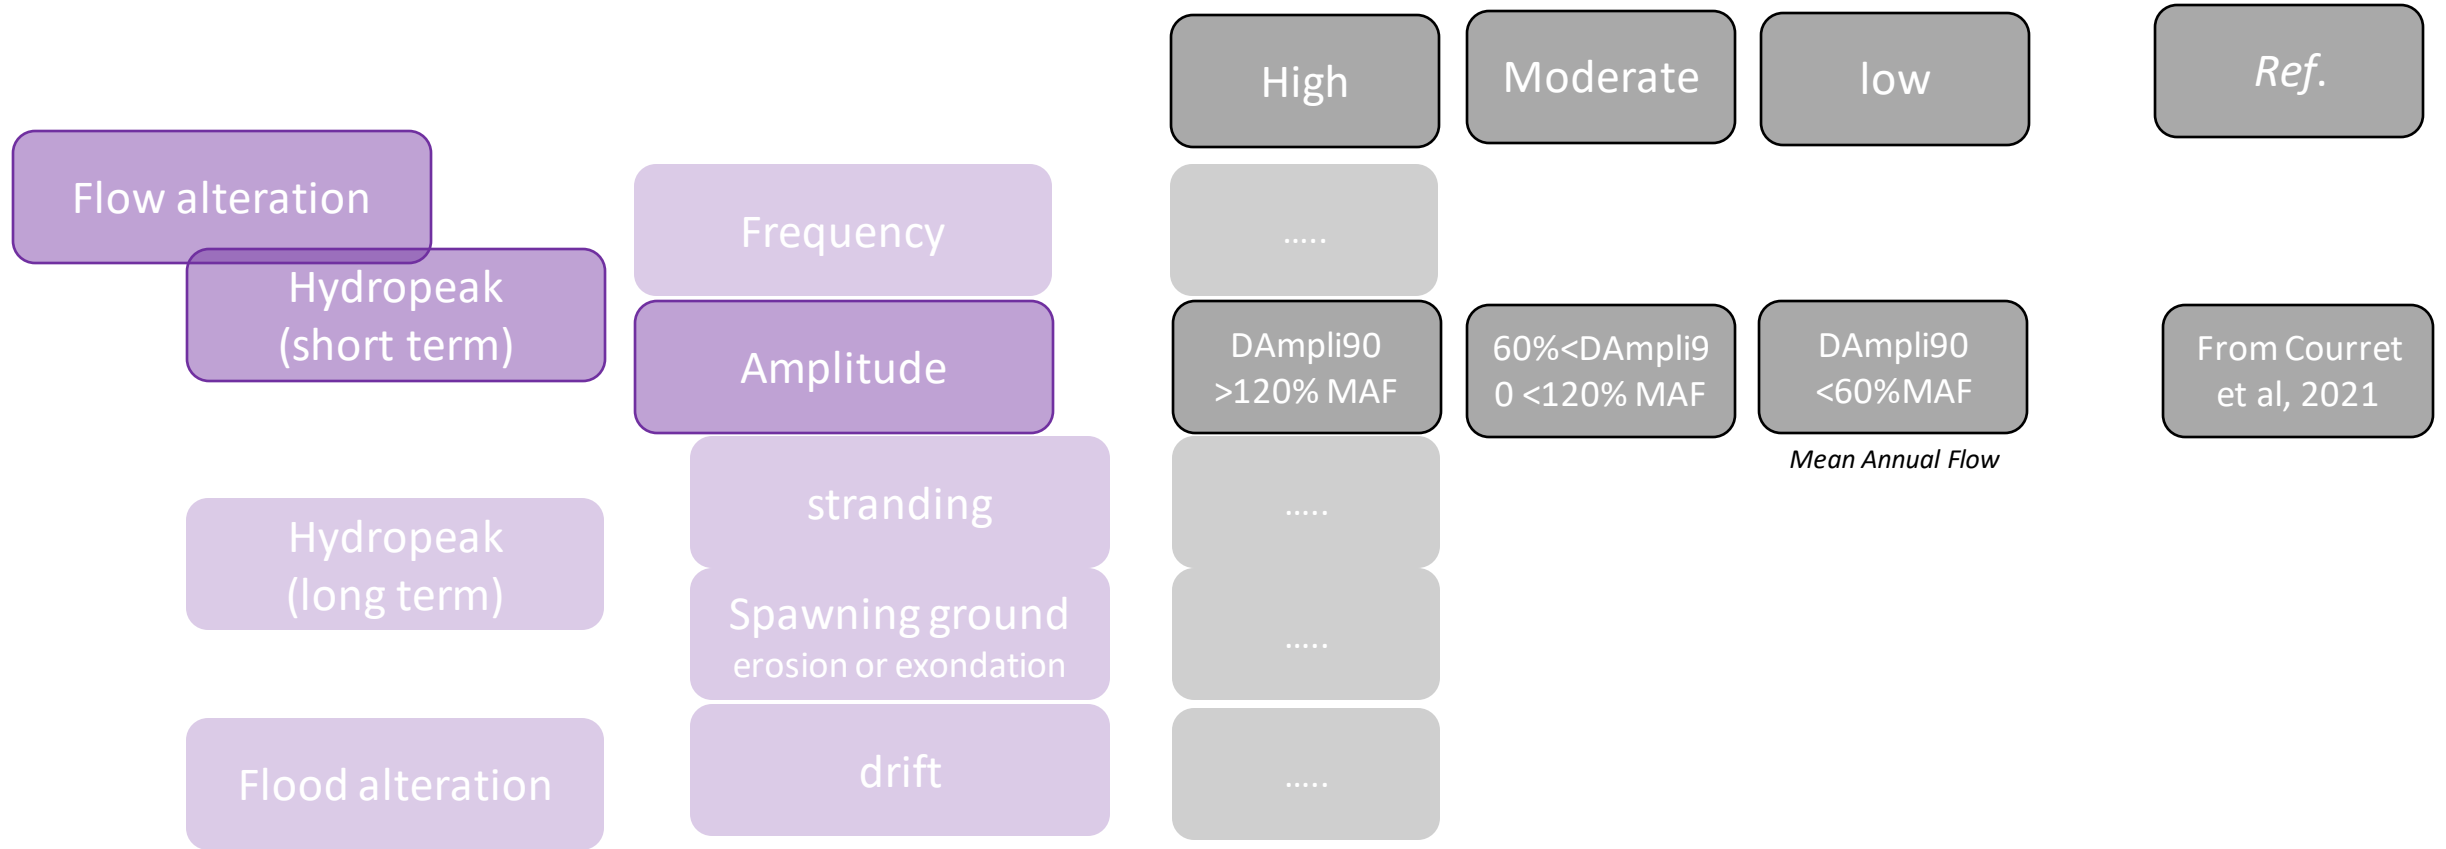 High
Moderate
low
Ref.
Flow alteration
Frequency
.....
Hydropeak
(short term)
Amplitude
DAmpli90
>120% MAF
60%<DAmpli9
0 <120% MAF
DAmpli90
<60%MAF
From Courret
et al, 2021
Mean Annual Flow
stranding
.....
Hydropeak
(long term)
Spawning ground
erosion or exondation
.....
Flood alteration
drift
.....